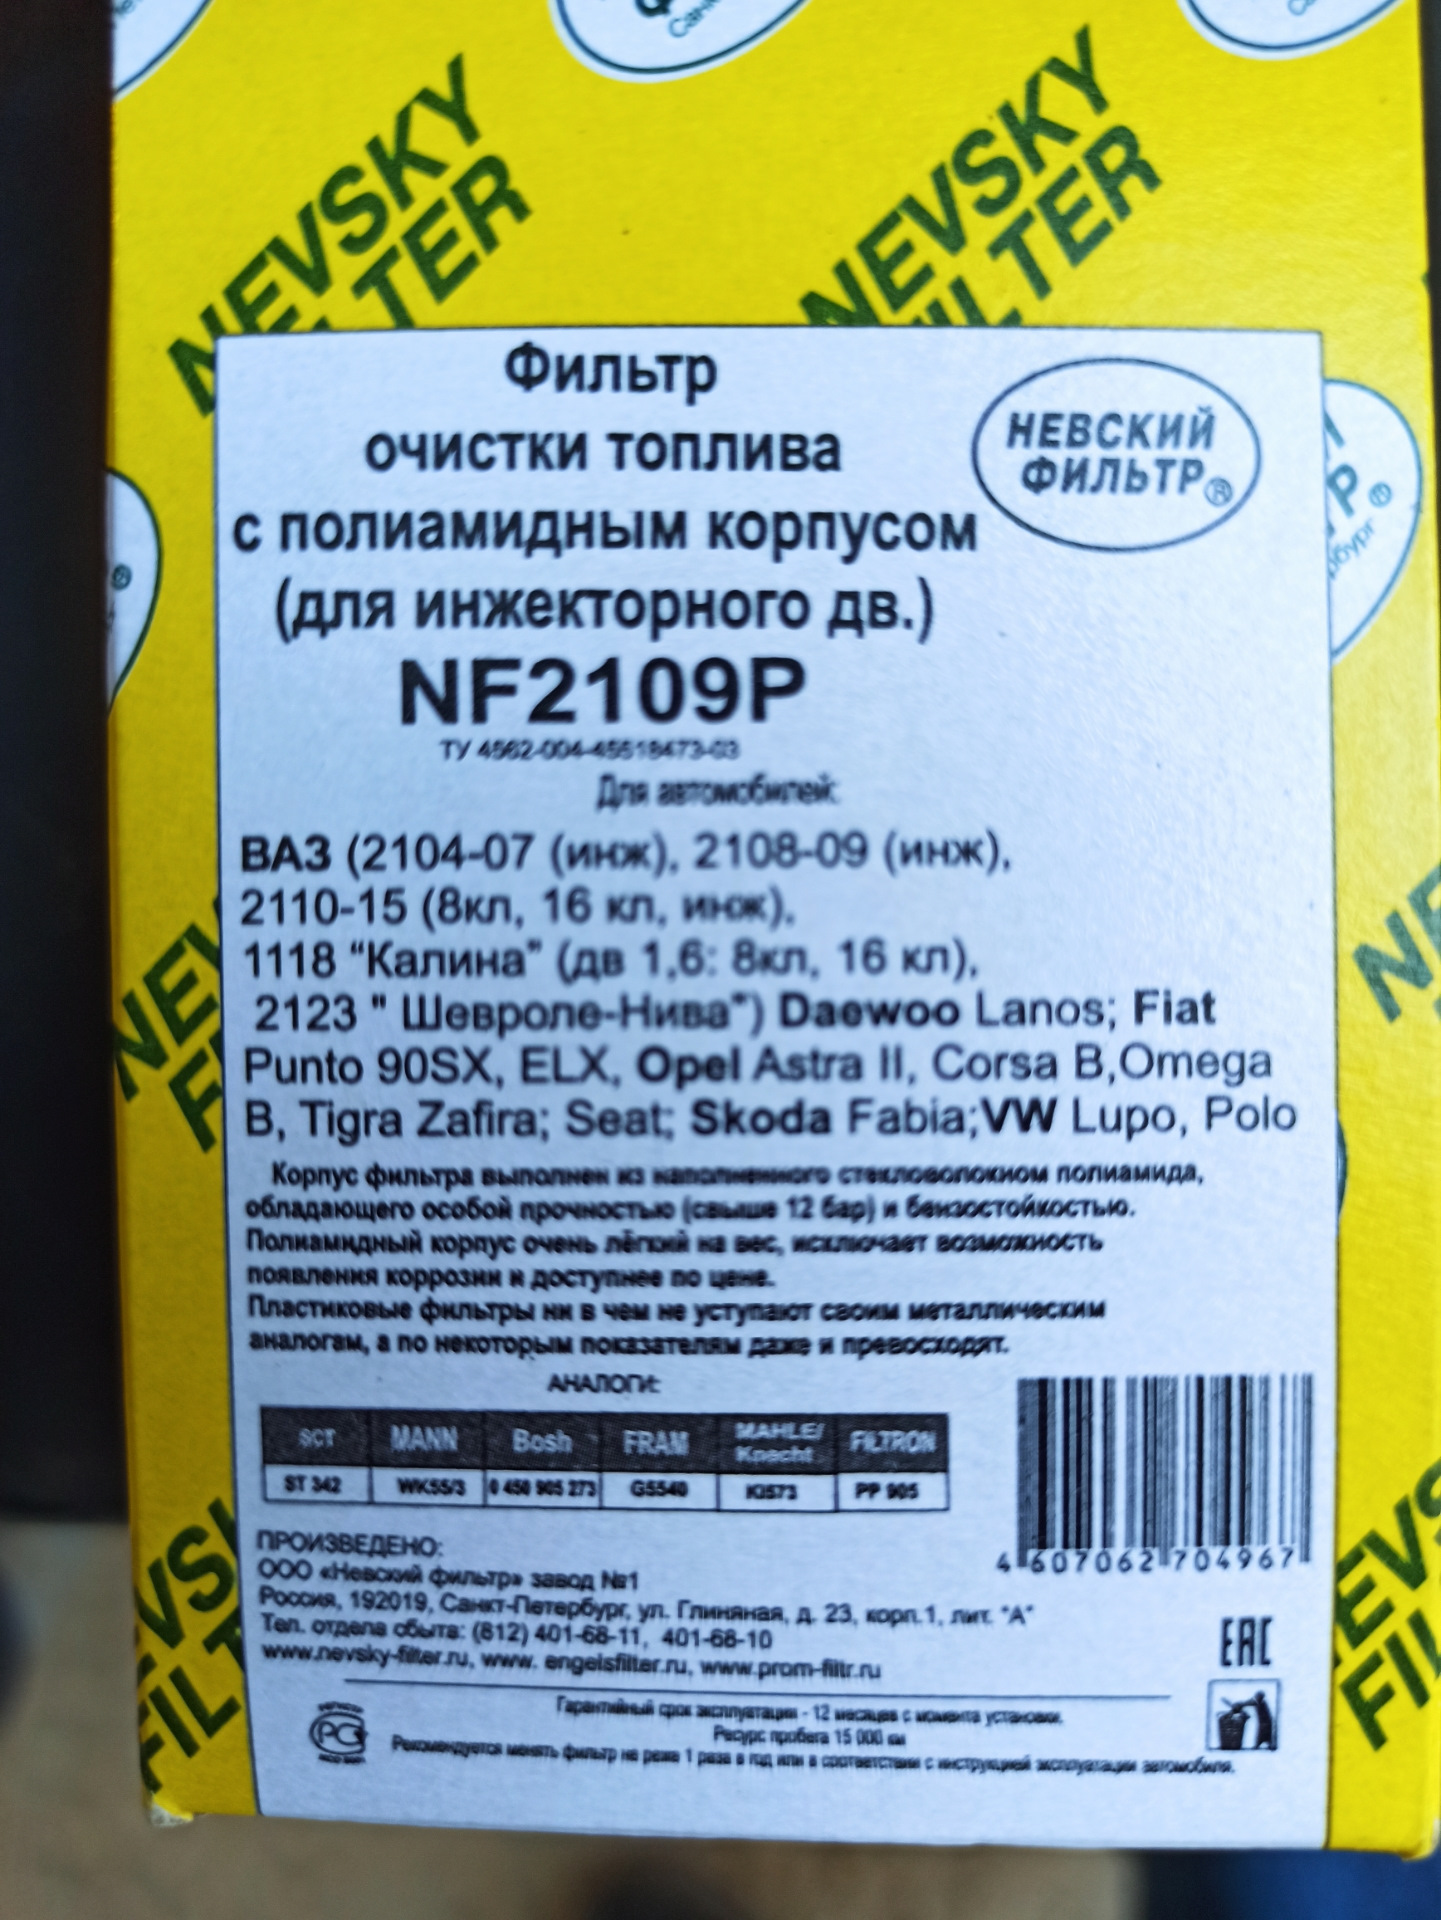 NEVSKY
FILTER
NEVSKY
FILTER
Фильтр
очистки топлива
с полиамидным корпусом
(для инжекторного дв.)
НЕВСКИЙ
ФИЛЬТР®
NF2109P
ТУ 4562-004-45618473-03
Для автомобилей:
ВАЗ (2104-07 (инж), 2108-09 (инж),
2110-15 (8кл, 16 кл, инж),
1118 "Калина" (дв 1,6: 8кл, 16 кл),
2123 " Шевроле-Нива") Daewoo Lanos; Fiat
Punto 90SX, ELX, Opel Astra II, Corsa B,Omega
B, Tigra Zafira; Seat; Skoda Fabia;VW Lupo, Polo
Корпус фильтра выполнен из наполненного стекловолокном полиамида,
обладающего особой прочностью (свыше 12 бар) и бензостойкостью.
Полиамидный корпус очень лёгкий на вес, исключает возможность
появления коррозии и доступнее по цене.
Пластиковые фильтры ни в чем не уступают своим металлическим
аналогам, а по некоторым показателям даже и превосходят.
АНАЛОГИ:
SCT MANN Bosh FRAM MAHLE/ Knecht FILTRON
ST 342 WK55/3 0 450 905 273 G5540 Kl573 PP 905
4 607062 704967
ПРОИЗВЕДЕНО:
ООО «Невский фильтр» завод №1
Россия, 192019, Санкт-Петербург, ул. Глиняная, д. 23, корп.1, лит. "А"
Тел. отдела сбыта: (812) 401-68-11, 401-68-10
www.nevsky-filter.ru, www. engelsfilter.ru, www.prom-filtr.ru
EAC
Гарантийный срок эксплуатации - 12 месяцев с момента установки.
Ресурс пробега 15 000 км
Рекомендуется менять фильтр не реже 1 раза в год или в соответствии с инструкцией эксплуатации автомобиля.
РСТ